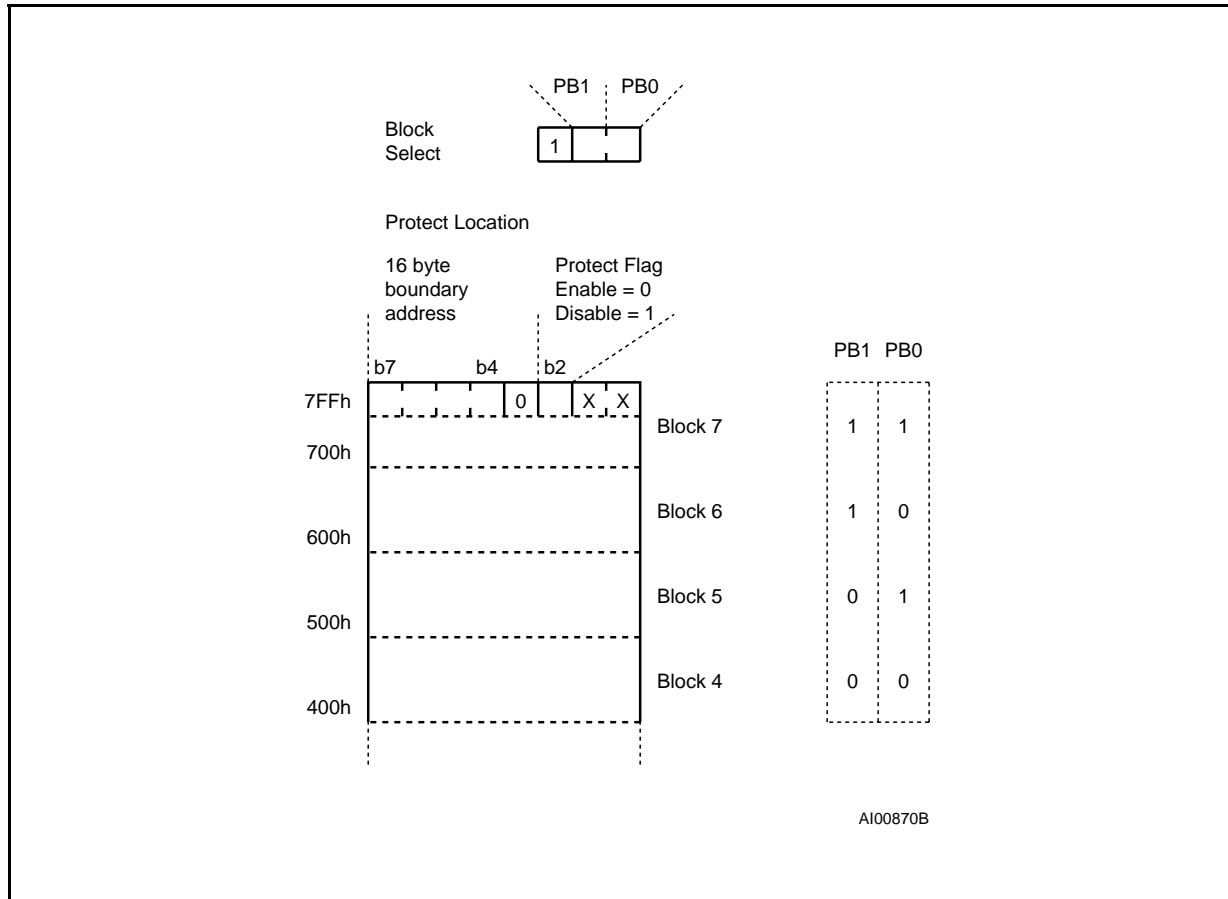 PB1 PB0
Block
Select
1
Protect Location
16 byte
boundary
address
Protect Flag
Enable = 0
Disable = 1
PB1 PB0
b7 b4 b2
7FFh 0 X X
Block 7 1 1
700h
Block 6 1 0
600h
Block 5 0 1
500h
Block 4 0 0
400h
AI00870B